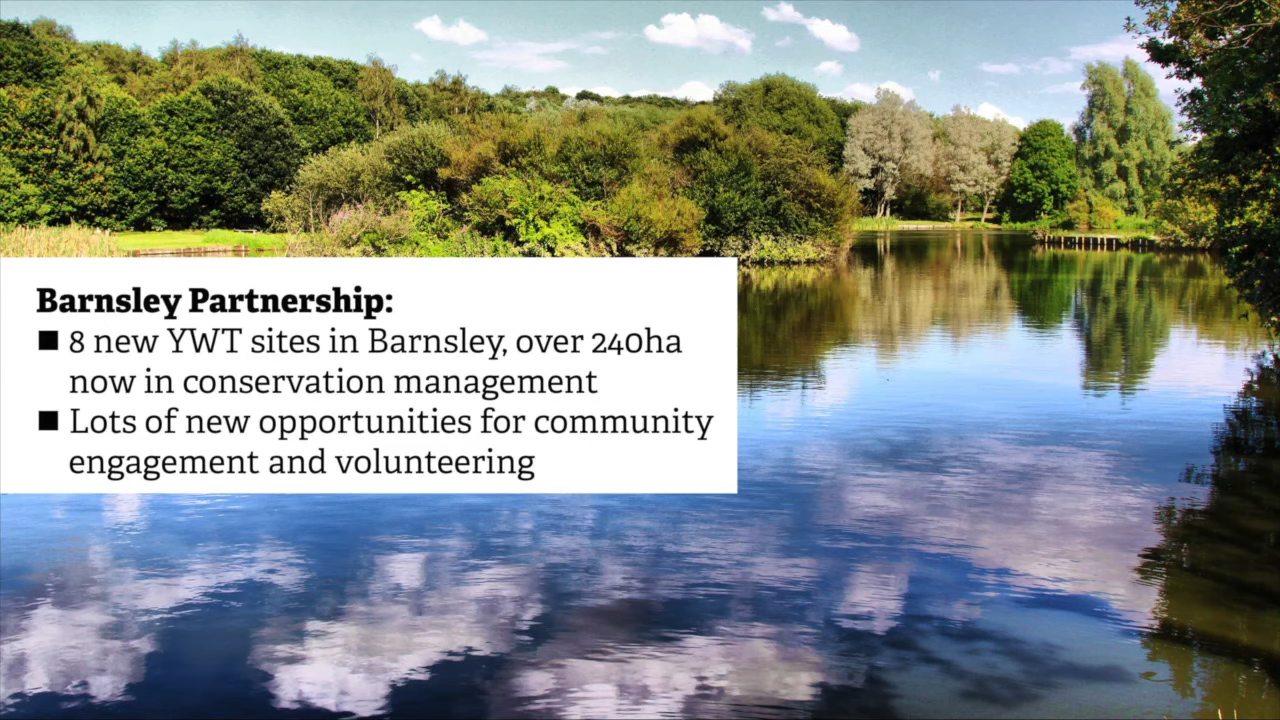 Barnsley Partnership:
■ 8 new YWT sites in Barnsley, over 240ha
now in conservation management
■ Lots of new opportunities for community
engagement and volunteering